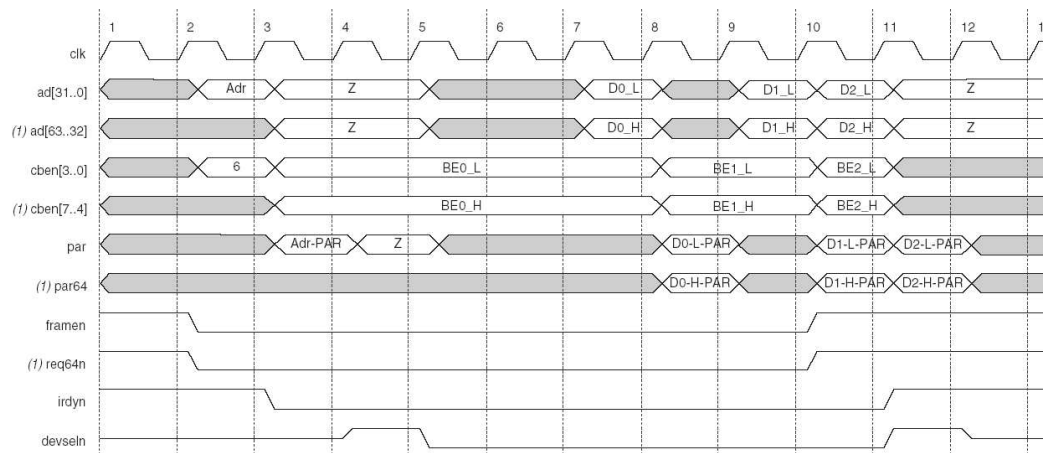 1 2 3 4 5 6 7 8 9 10 11 12 1
clk
ad[31..0] Adr Z D0_L D1_L D2_L Z
(1) ad[63..32] Z D0_H D1_H D2_H Z
cben[3..0] 6 BE0_L BE1_L BE2_L
(1) cben[7..4] BE0_H BE1_H BE2_H
par Adr-PAR Z D0-L-PAR D1-L-PAR D2-L-PAR
(1) par64 D0-H-PAR D1-H-PAR D2-H-PAR
framen
(1) req64n
irdyn
devseln